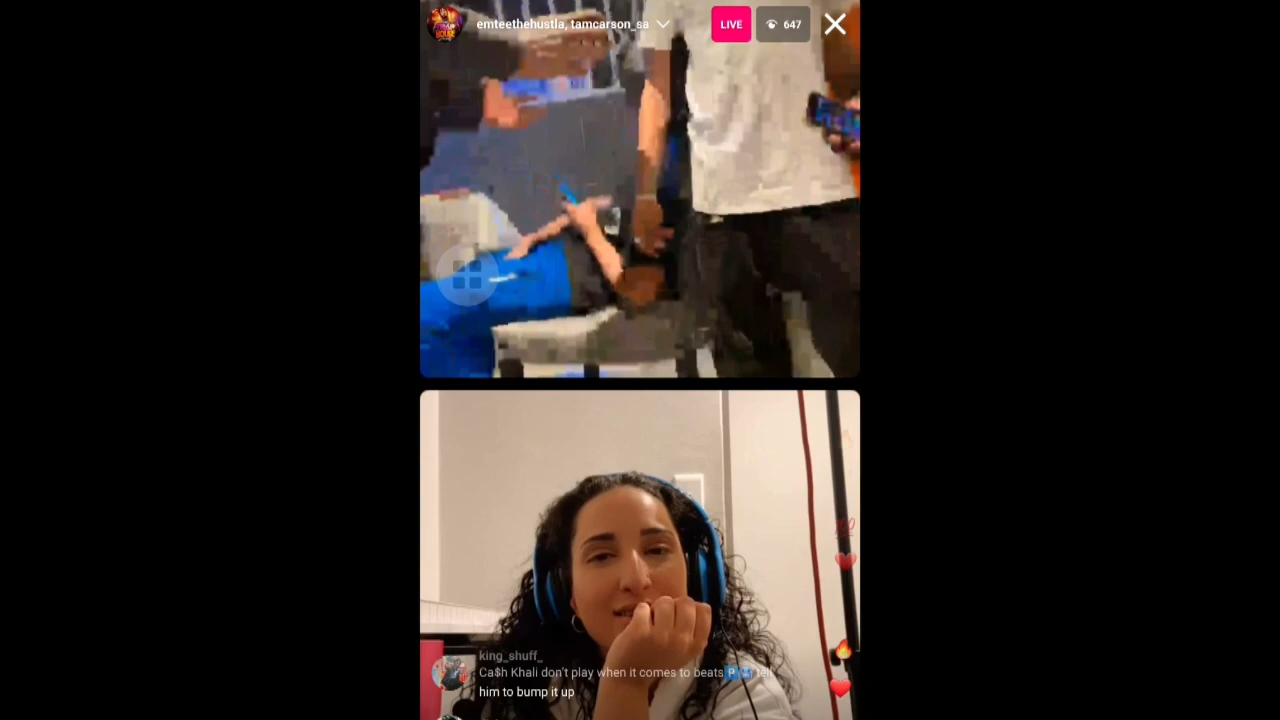 emteethehustla, tamcarson_sa
LIVE
647
king_shuff_
Ca$h Khali don't play when it comes to beats tell
him to bump it up